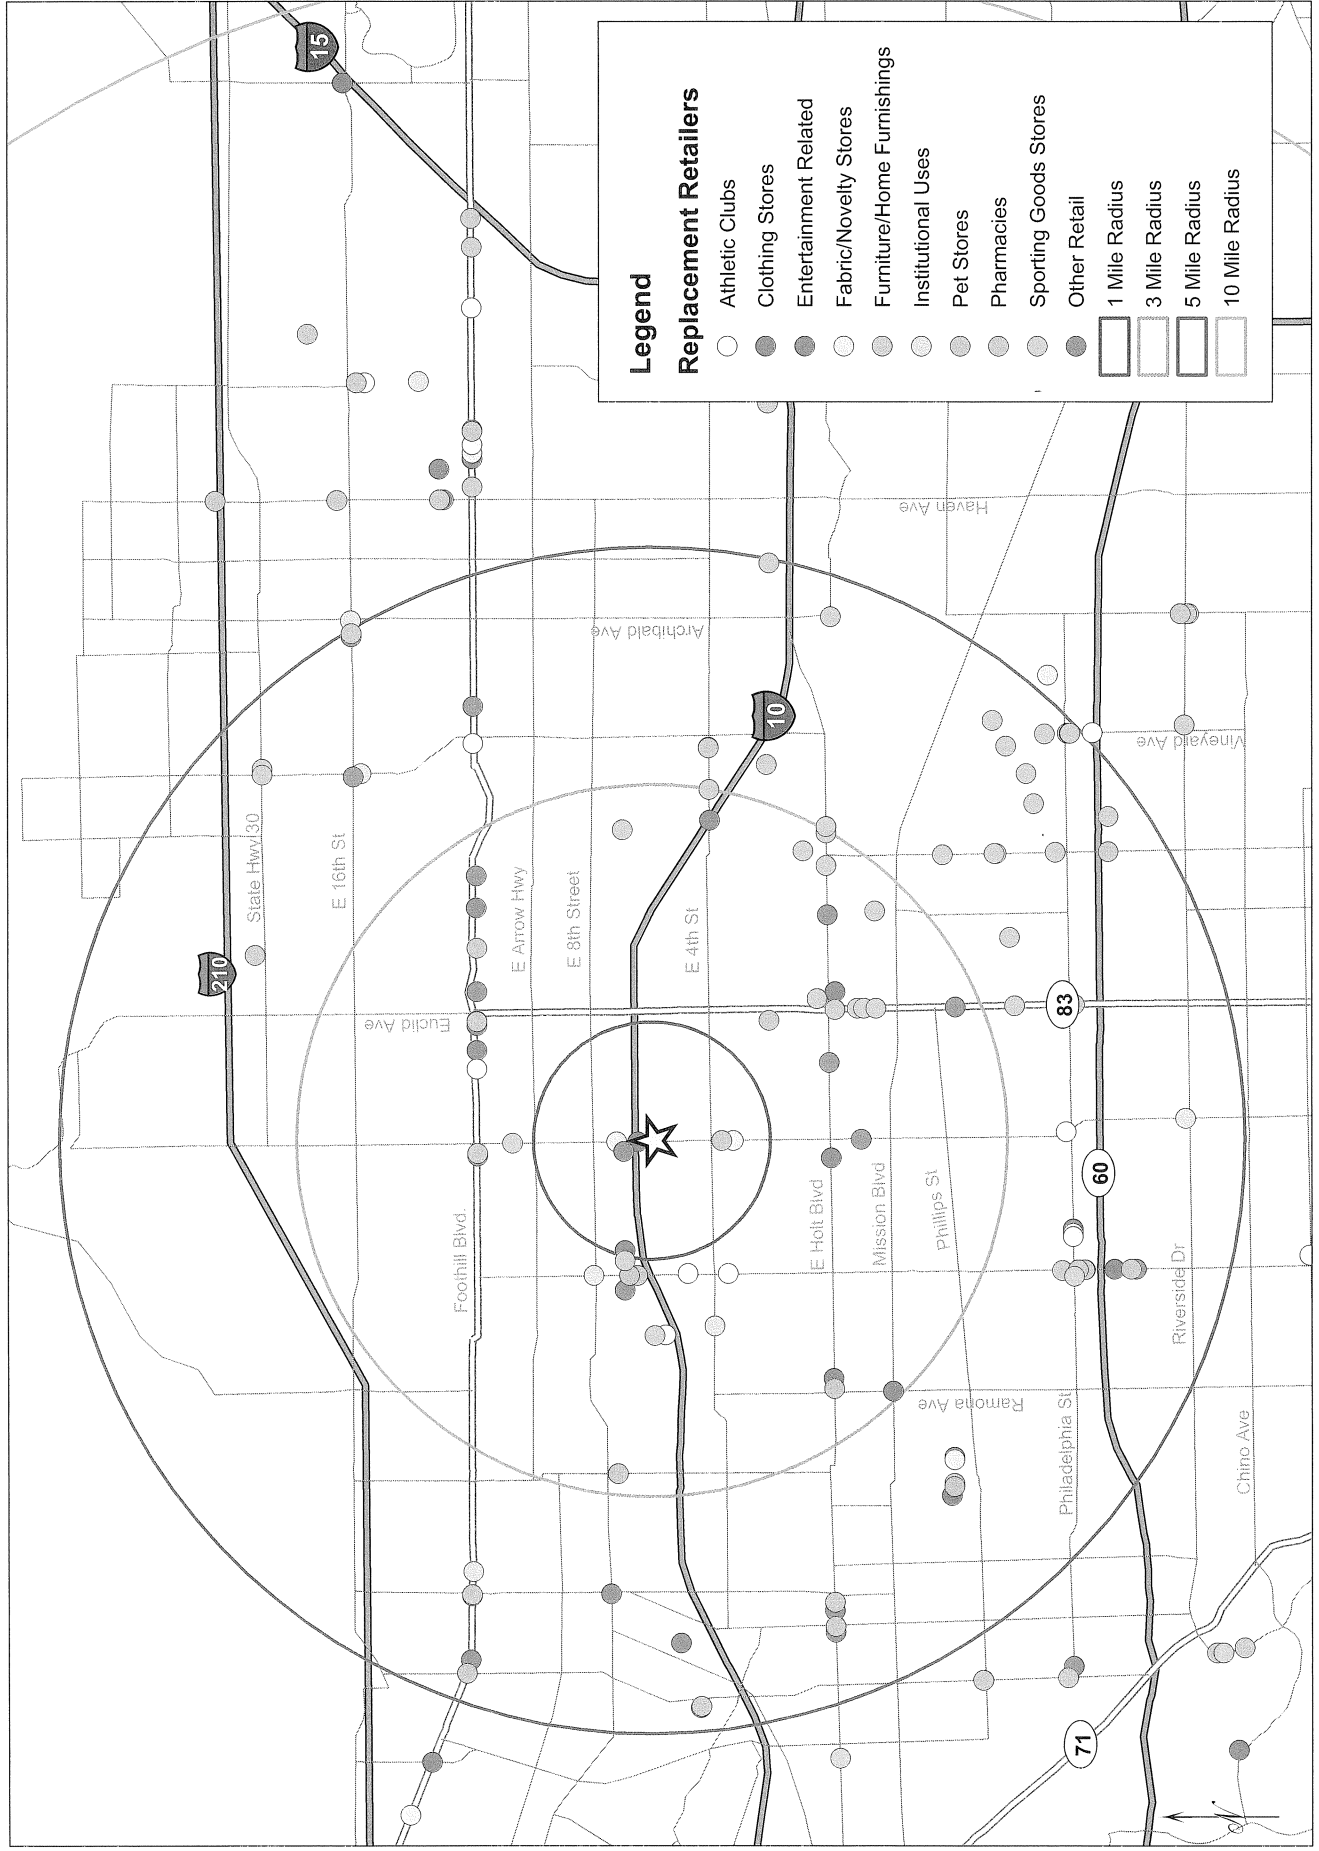 Legend
Replacement Retailers
Athletic Clubs
Clothing Stores
Entertainment Related
Fabric/Novelty Stores
Furniture/Home Furnishings
Institutional Uses
Pet Stores
Pharmacies
Sporting Goods Stores
Other Retail
1 Mile Radius
3 Mile Radius
5 Mile Radius
10 Mile Radius
15
210
10
83
60
71
State Hwy 30
E 16th St
Foothill Blvd.
E Arrow Hwy
E 8th Street
E 4th St
E Holt Blvd
Mission Blvd
Phillips St
Philadelphia St
Riverside Dr
Chino Ave
Euclid Ave
Archibald Ave
Haven Ave
Vineyard Ave
Ramona Ave